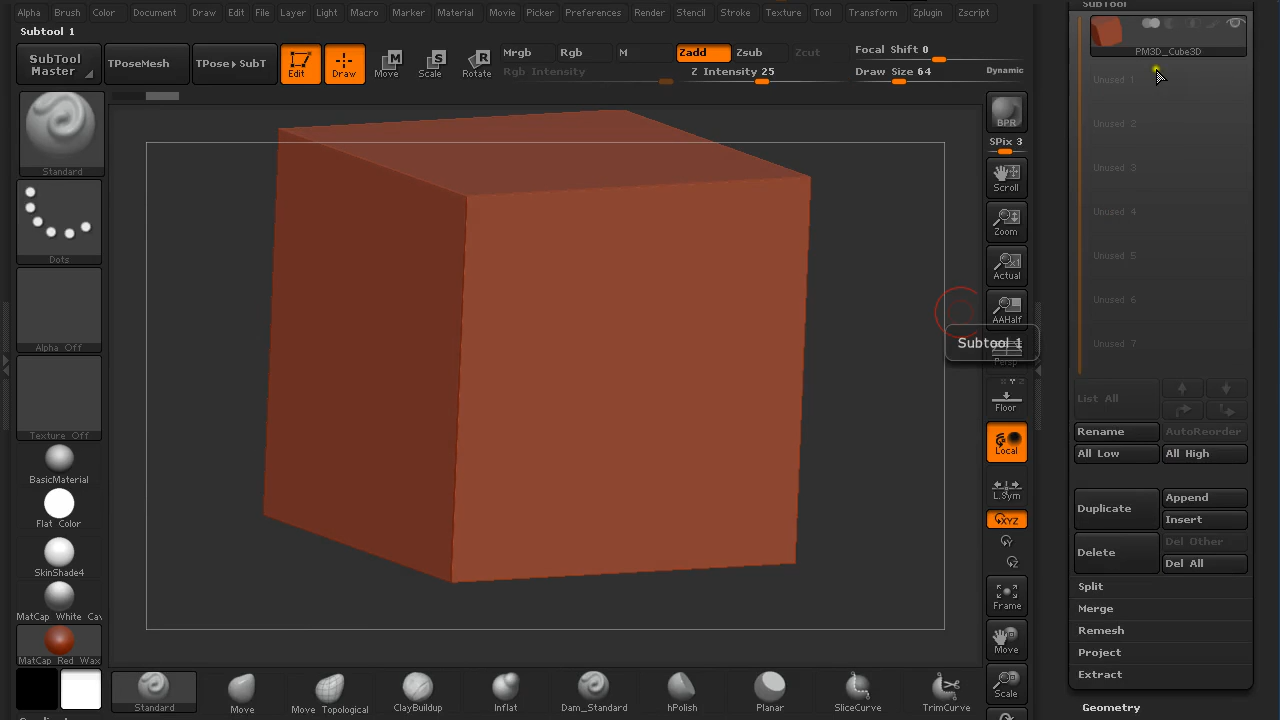 Alpha Brush Color Document Draw Edit File Layer Light Macro Marker Material Movie Picker Preferences Render Stencil Stroke Texture Tool Transform Zplugin Zscript
SubTool
Subtool 1
SubTool
Master
TPoseMesh
TPose▸SubT
Edit
Draw
Move
Scale
Rotate
Mrgb Rgb M
Rgb Intensity
Zadd Zsub Zcut
Z Intensity 25
Focal Shift 0
Draw Size 64
Dynamic
PM3D_Cube3D
Unused 1
Unused 2
Unused 3
Unused 4
Unused 5
Unused 6
Unused 7
Standard
Dots
Alpha Off
Texture Off
BasicMaterial
Flat Color
SkinShade4
MatCap White Cav
MatCap Red Wax
BPR
SPix 3
Scroll
Zoom
Actual
AAHalf
Subtool 1
Persp
X Y Z
Floor
Local
L.Sym
XYZ
Y
Z
Frame
Move
Scale
List All
Rename AutoReorder
All Low All High
Duplicate
Append
Insert
Delete
Del Other
Del All
Split
Merge
Remesh
Project
Extract
Geometry
Standard
Move
Move Topological
ClayBuildup
Inflat
Dam_Standard
hPolish
Planar
SliceCurve
TrimCurve